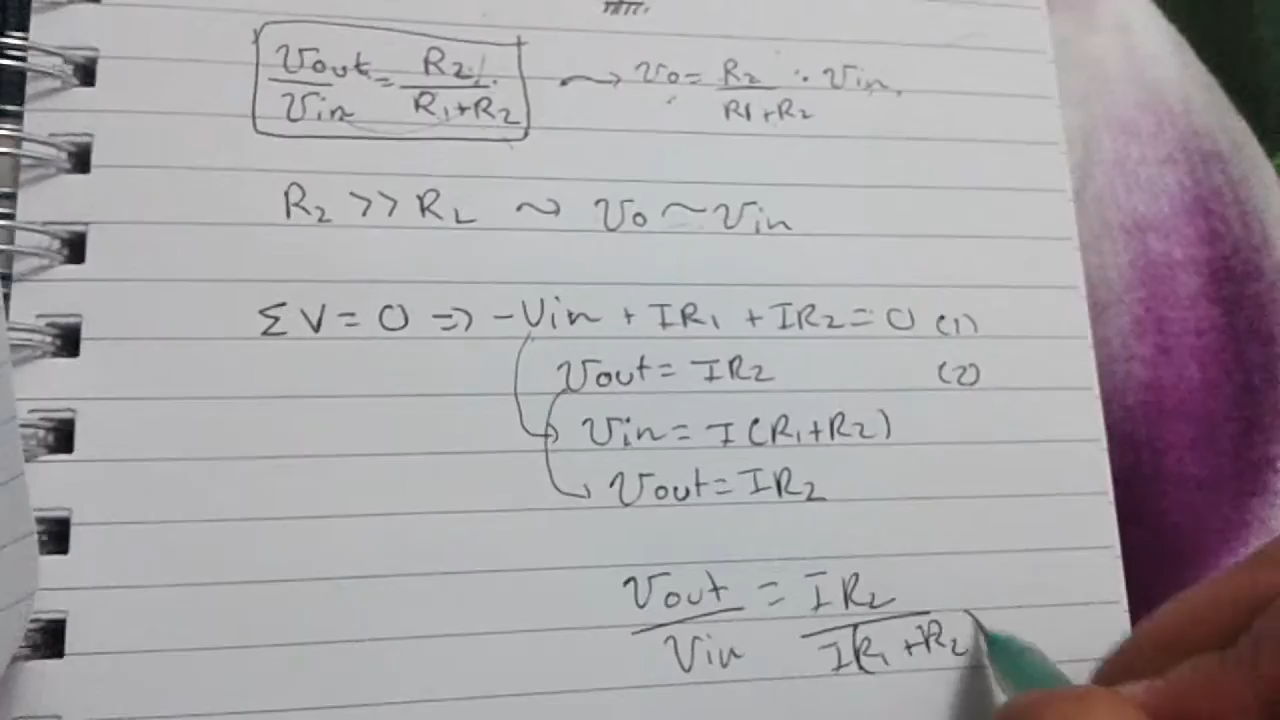 Vout/Vin = R2/R1+R2 → Vo = R2/R1+R2 · Vin
R2 >> RL ~> Vo ~ Vin
ΣV = 0 => -Vin + IR1 + IR2 = 0 (1)
Vout = IR2 (2)
Vin = I(R1+R2)
Vout = IR2
Vout/Vin = IR2/I(R1+R2